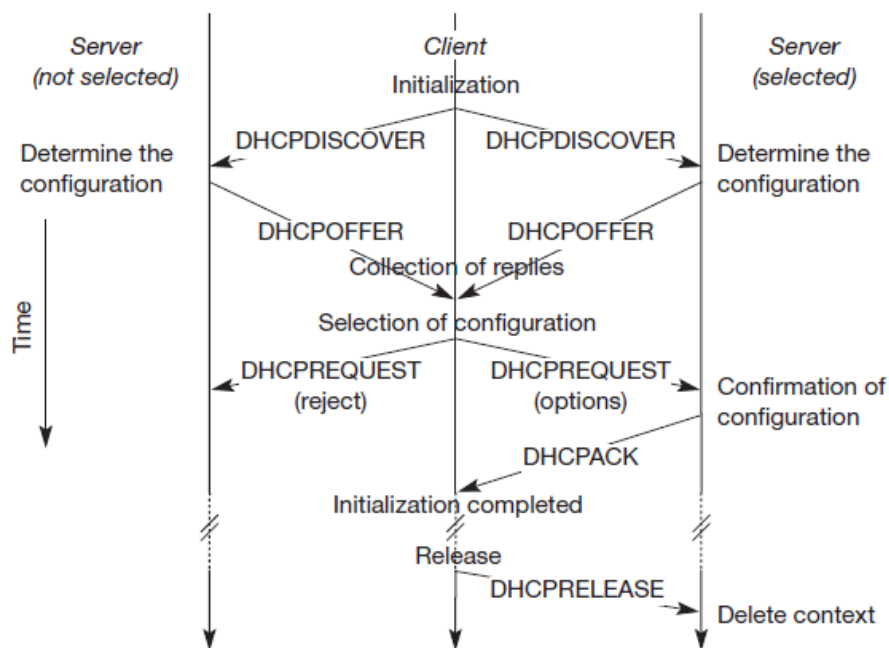 Server
(not selected)
Client
Server
(selected)
Initialization
DHCPDISCOVER
DHCPDISCOVER
Determine the
configuration
Determine the
configuration
DHCPOFFER
DHCPOFFER
Collection of replies
Time
Selection of configuration
DHCPREQUEST
(reject)
DHCPREQUEST
(options)
Confirmation of
configuration
DHCPACK
Initialization completed
Release
DHCPRELEASE
Delete context